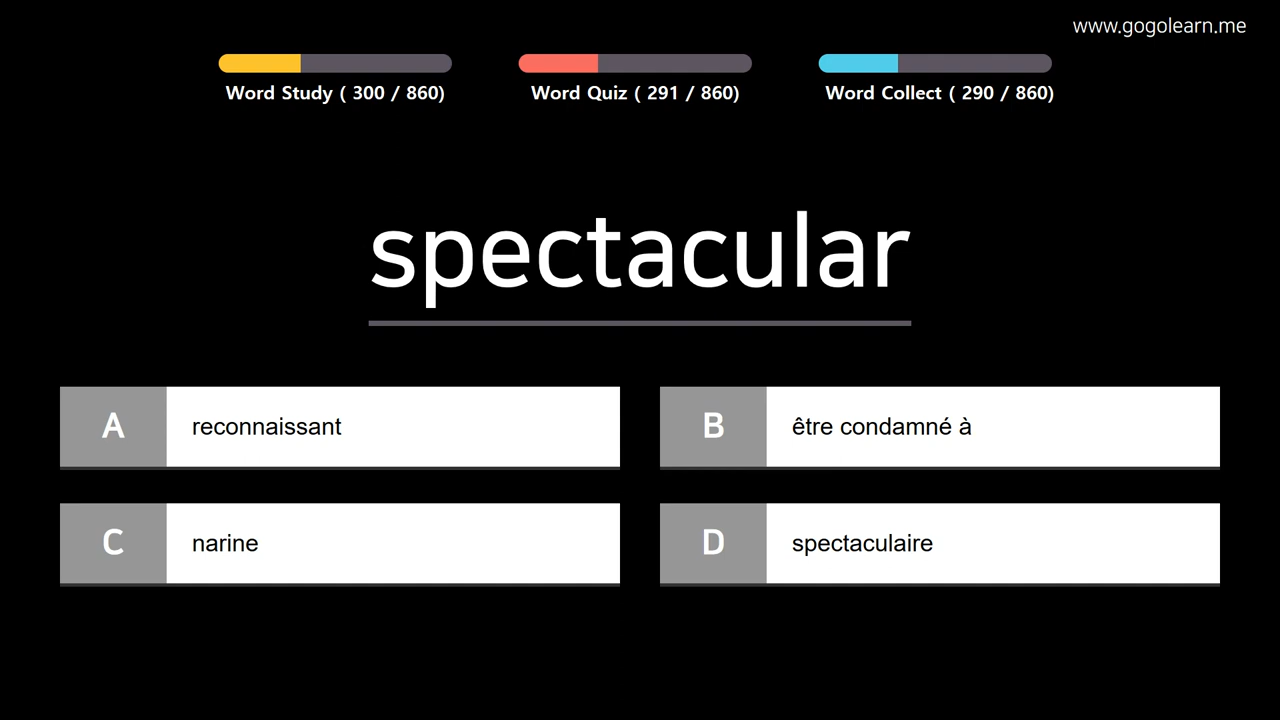 www.gogolearn.me
Word Study ( 300 / 860)
Word Quiz ( 291 / 860)
Word Collect ( 290 / 860)
spectacular
A reconnaissant
B être condamné à
C narine
D spectaculaire